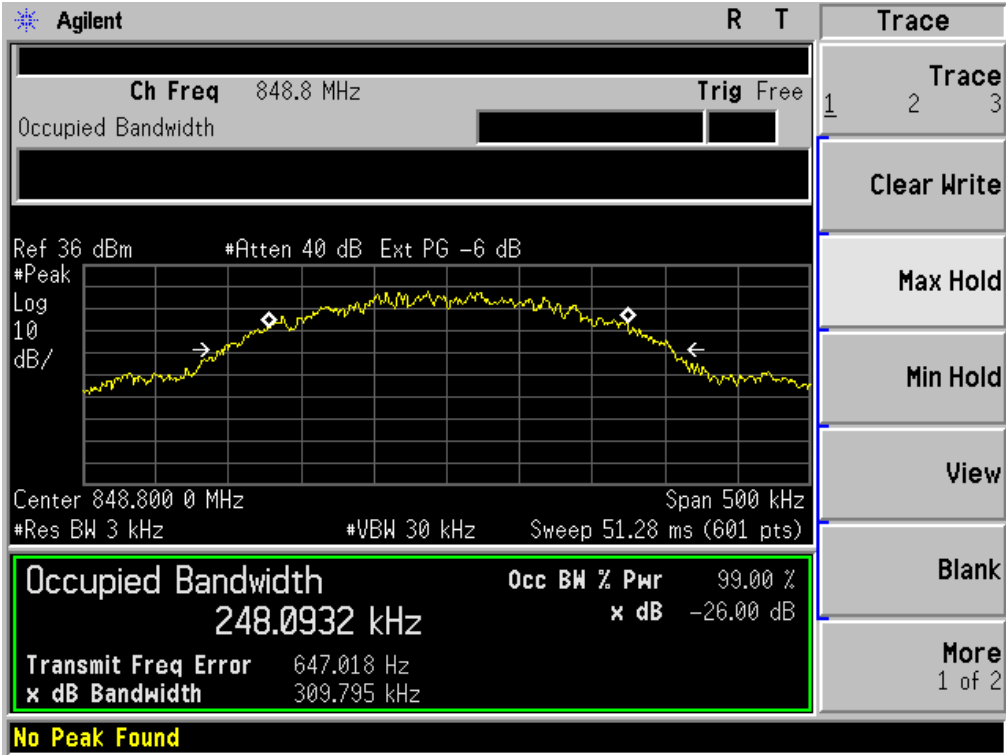 Agilent R T Trace
Ch Freq 848.8 MHz Trig Free
Occupied Bandwidth
Trace
1 2 3
Clear Write
Max Hold
Min Hold
View
Blank
More
1 of 2
Ref 36 dBm #Atten 40 dB Ext PG -6 dB
#Peak
Log
10
dB/
Center 848.800 0 MHz Span 500 kHz
#Res BW 3 kHz #VBW 30 kHz Sweep 51.28 ms (601 pts)
Occupied Bandwidth
248.0932 kHz
Occ BW % Pwr 99.00 %
x dB -26.00 dB
Transmit Freq Error 647.018 Hz
x dB Bandwidth 309.795 kHz
No Peak Found